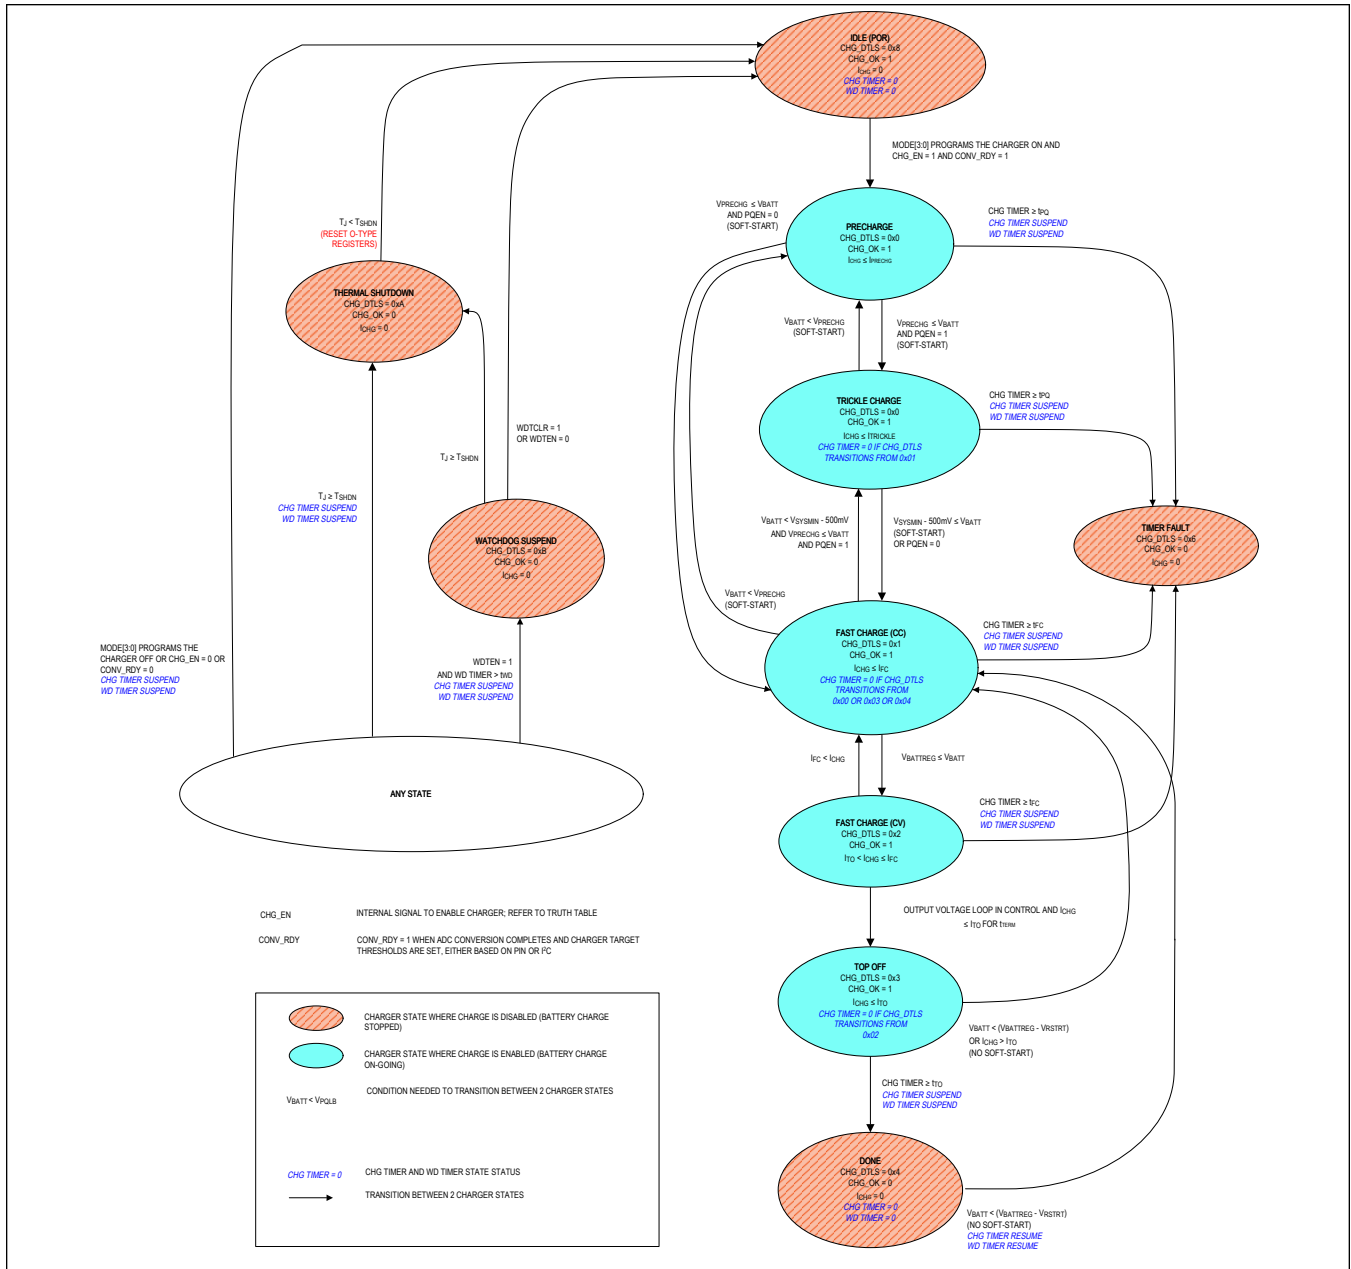 IDLE (POR)
CHG_DTLS = 0x8
CHG_OK = 1
ICHG = 0
CHG TIMER = 0
WD TIMER = 0
MODE[3:0] PROGRAMS THE CHARGER ON AND
CHG_EN = 1 AND CONV_RDY = 1
VPRECHG ≤ VBATT
AND PQEN = 0
(SOFT-START)
PRECHARGE
CHG_DTLS = 0x0
CHG_OK = 1
ICHG ≤ IPRECHG
CHG TIMER ≥ tPQ
CHG TIMER SUSPEND
WD TIMER SUSPEND
TJ < TSHDN
(RESET O-TYPE
REGISTERS)
THERMAL SHUTDOWN
CHG_DTLS = 0xA
CHG_OK = 0
ICHG = 0
VBATT < VPRECHG
(SOFT-START)
VPRECHG ≤ VBATT
AND PQEN = 1
(SOFT-START)
TRICKLE CHARGE
CHG_DTLS = 0x0
CHG_OK = 1
ICHG ≤ ITRICKLE
CHG TIMER = 0 IF CHG_DTLS
TRANSITIONS FROM 0x01
CHG TIMER ≥ tPQ
CHG TIMER SUSPEND
WD TIMER SUSPEND
WDTCLR = 1
OR WDTEN = 0
TJ ≥ TSHDN
TJ ≥ TSHDN
CHG TIMER SUSPEND
WD TIMER SUSPEND
WATCHDOG SUSPEND
CHG_DTLS = 0xB
CHG_OK = 0
ICHG = 0
VBATT < VSYSMIN - 500mV
AND VPRECHG ≤ VBATT
AND PQEN = 1
VSYSMIN - 500mV ≤ VBATT
(SOFT-START)
OR PQEN = 0
TIMER FAULT
CHG_DTLS = 0x6
CHG_OK = 0
ICHG = 0
VBATT < VPRECHG
(SOFT-START)
FAST CHARGE (CC)
CHG_DTLS = 0x1
CHG_OK = 1
ICHG ≤ IFC
CHG TIMER = 0 IF CHG_DTLS
TRANSITIONS FROM
0x00 OR 0x03 OR 0x04
CHG TIMER ≥ tFC
CHG TIMER SUSPEND
WD TIMER SUSPEND
MODE[3:0] PROGRAMS THE
CHARGER OFF OR CHG_EN = 0 OR
CONV_RDY = 0
CHG TIMER SUSPEND
WD TIMER SUSPEND
WDTEN = 1
AND WD TIMER > tWD
CHG TIMER SUSPEND
WD TIMER SUSPEND
ANY STATE
IFC < ICHG
VBATTREG ≤ VBATT
FAST CHARGE (CV)
CHG_DTLS = 0x2
CHG_OK = 1
ITO < ICHG ≤ IFC
CHG TIMER ≥ tFC
CHG TIMER SUSPEND
WD TIMER SUSPEND
OUTPUT VOLTAGE LOOP IN CONTROL AND ICHG
≤ ITO FOR tTERM
CHG_EN INTERNAL SIGNAL TO ENABLE CHARGER; REFER TO TRUTH TABLE
CONV_RDY CONV_RDY = 1 WHEN ADC CONVERSION COMPLETES AND CHARGER TARGET
THRESHOLDS ARE SET, EITHER BASED ON PIN OR I²C
TOP OFF
CHG_DTLS = 0x3
CHG_OK = 1
ICHG ≤ ITO
CHG TIMER = 0 IF CHG_DTLS
TRANSITIONS FROM
0x02
VBATT < (VBATTREG - VRSTRT)
OR ICHG > ITO
(NO SOFT-START)
CHG TIMER ≥ tTO
CHG TIMER SUSPEND
WD TIMER SUSPEND
DONE
CHG_DTLS = 0x4
CHG_OK = 0
ICHG = 0
CHG TIMER = 0
WD TIMER = 0
VBATT < (VBATTREG - VRSTRT)
(NO SOFT-START)
CHG TIMER RESUME
WD TIMER RESUME
CHARGER STATE WHERE CHARGE IS DISABLED (BATTERY CHARGE
STOPPED)
CHARGER STATE WHERE CHARGE IS ENABLED (BATTERY CHARGE
ON-GOING)
VBATT < VPQLB CONDITION NEEDED TO TRANSITION BETWEEN 2 CHARGER STATES
CHG TIMER = 0 CHG TIMER AND WD TIMER STATE STATUS
TRANSITION BETWEEN 2 CHARGER STATES